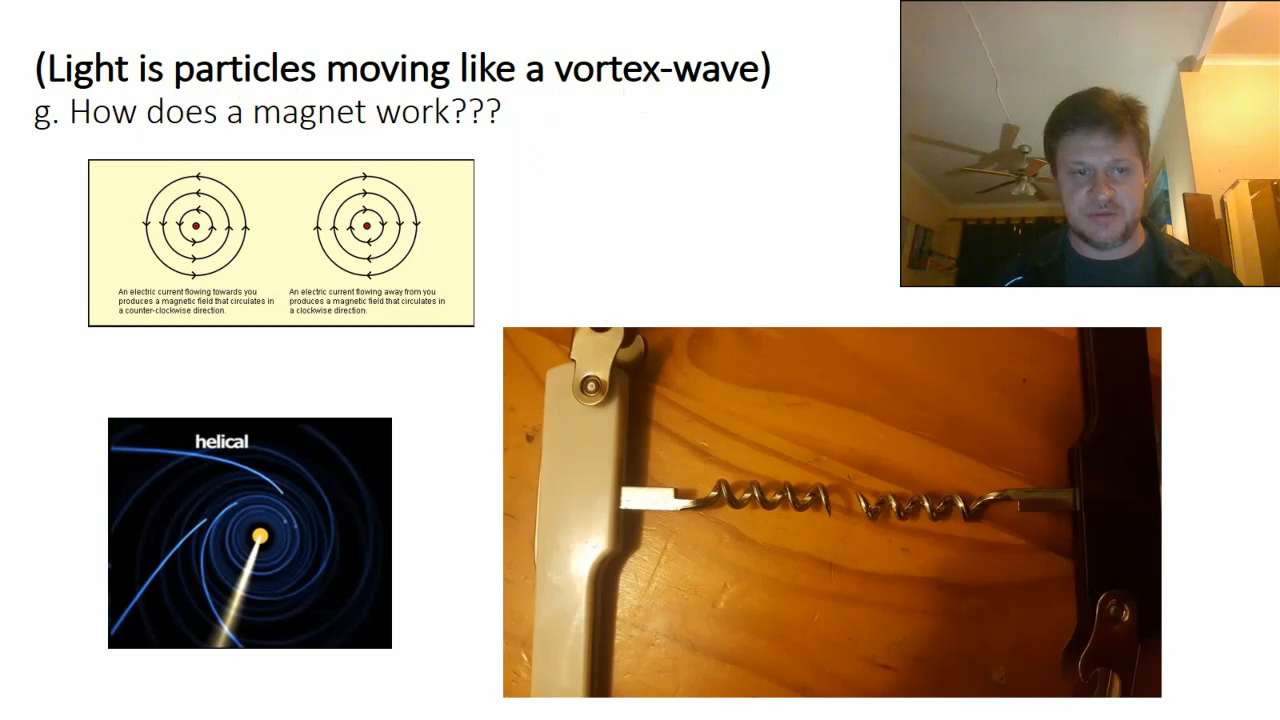 (Light is particles moving like a vortex-wave)
g. How does a magnet work???
An electric current flowing towards you
produces a magnetic field that circulates in
a counter-clockwise direction.
An electric current flowing away from you
produces a magnetic field that circulates in
a clockwise direction.
helical